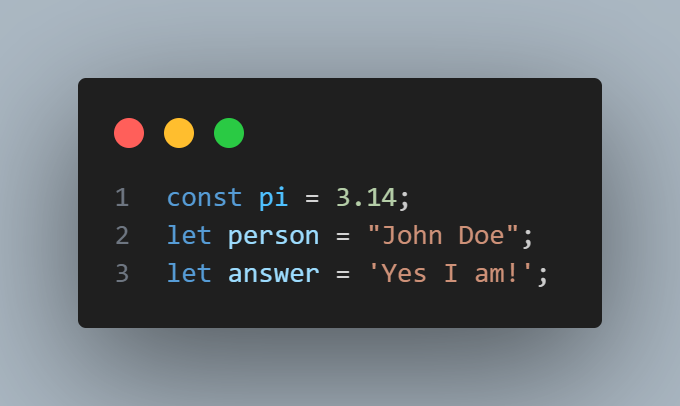 1 const pi = 3.14;
2 let person = "John Doe";
3 let answer = 'Yes I am!';